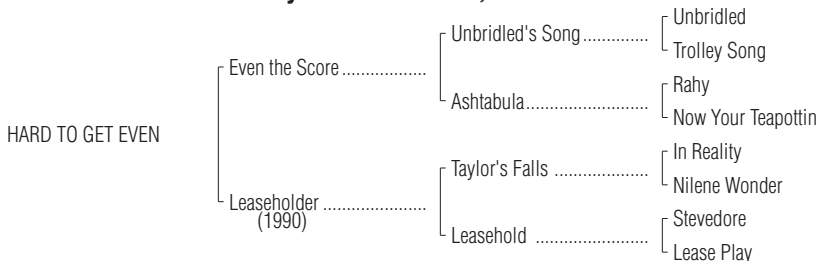 Unbridled
Unbridled's Song ..............
Trolley Song
Even the Score ..................
Rahy
Ashtabula..........................
Now Your Teapottin
HARD TO GET EVEN
In Reality
Taylor's Falls ....................
Nilene Wonder
Leaseholder ......................
(1990)
Stevedore
Leasehold ........................
Lease Play